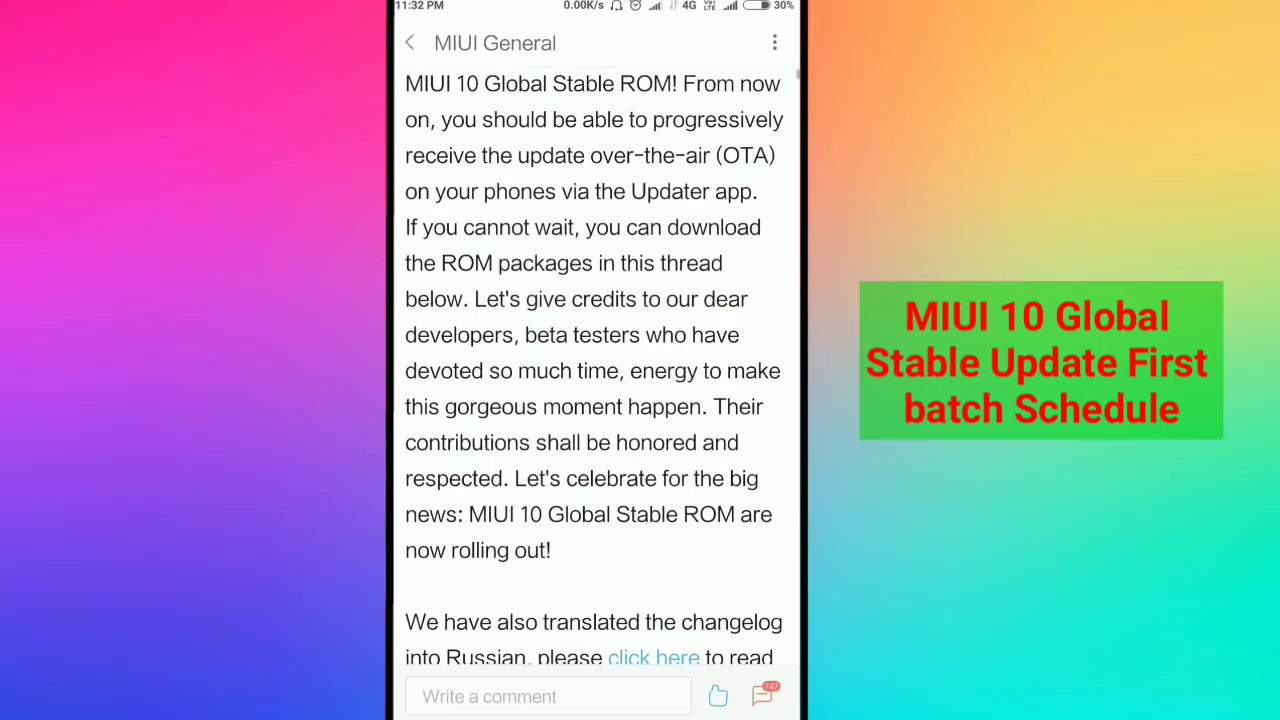 11:32 PM 0.00K/s 4G VoLTE 30%
MIUI General
MIUI 10 Global Stable ROM! From now
on, you should be able to progressively
receive the update over-the-air (OTA)
on your phones via the Updater app.
If you cannot wait, you can download
the ROM packages in this thread
below. Let's give credits to our dear
developers, beta testers who have
devoted so much time, energy to make
this gorgeous moment happen. Their
contributions shall be honored and
respected. Let's celebrate for the big
news: MIUI 10 Global Stable ROM are
now rolling out!
We have also translated the changelog
into Russian, please click here to read
Write a comment
747
MIUI 10 Global
Stable Update First
batch Schedule